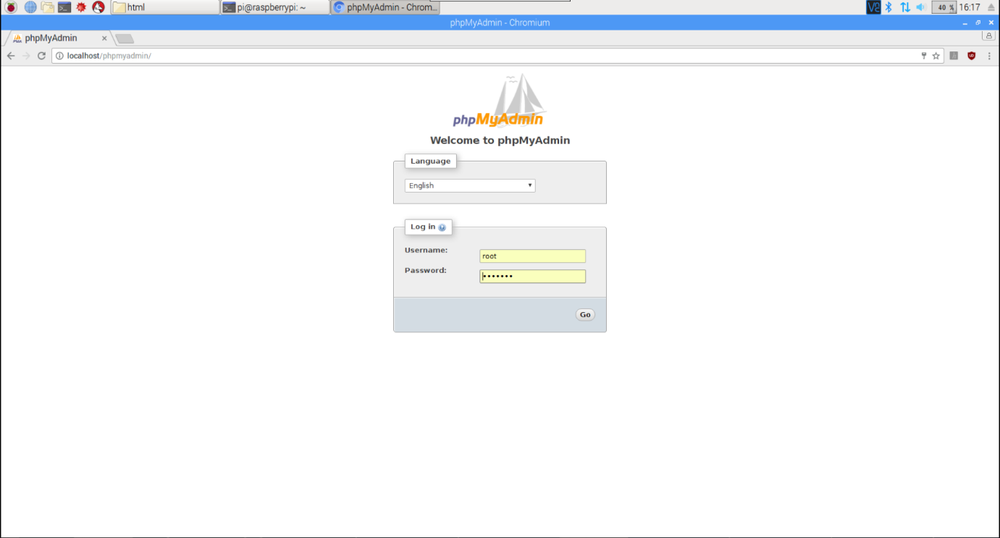 html
pi@raspberrypi: ~
phpMyAdmin - Chrom...
40 %
16:17
phpMyAdmin - Chromium
phpMyAdmin
localhost/phpmyadmin/
phpMyAdmin
Welcome to phpMyAdmin
Language
English
Log in
Username:
root
Password:
•••••••
Go